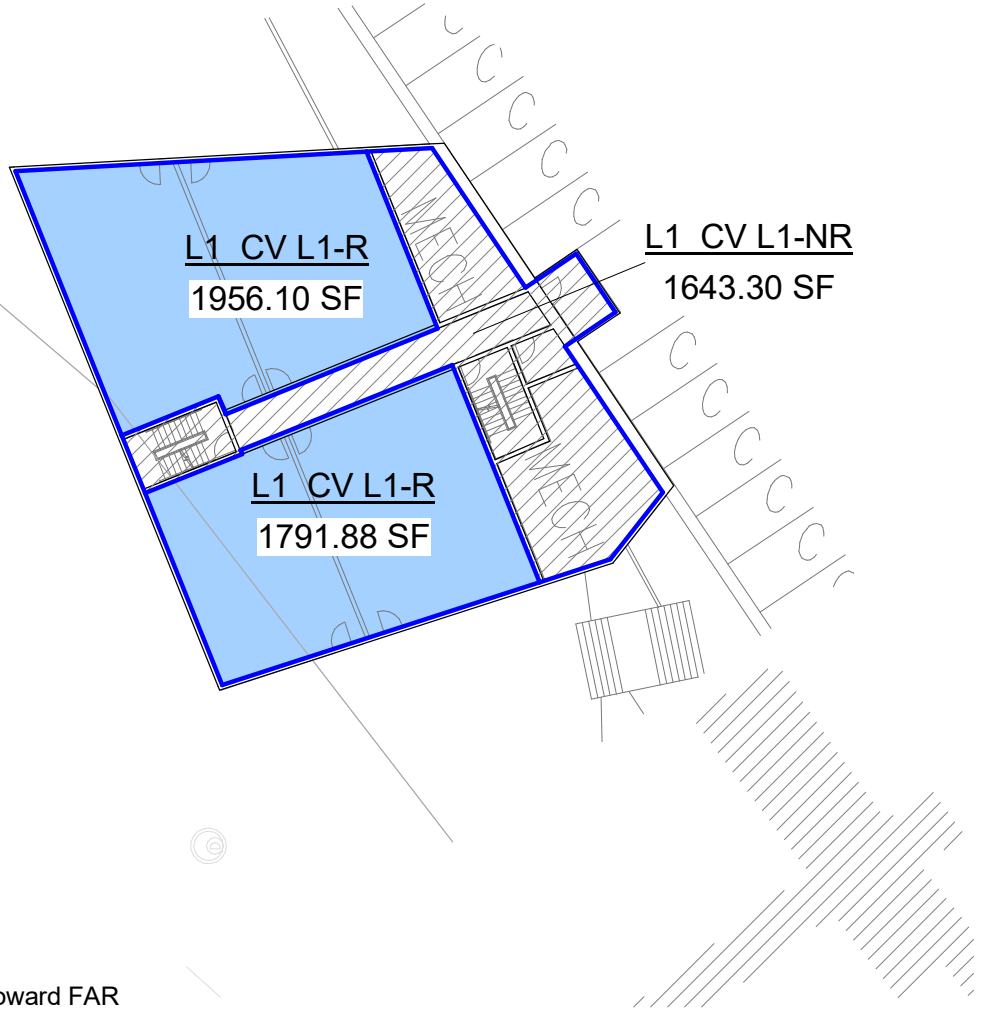 L1 CV L1-R
1956.10 SF
MECH
L1 CV L1-NR
1643.30 SF
L1 CV L1-R
1791.88 SF
MECH
C
C
C
C
C
C
C
C
C
C
oward FAR